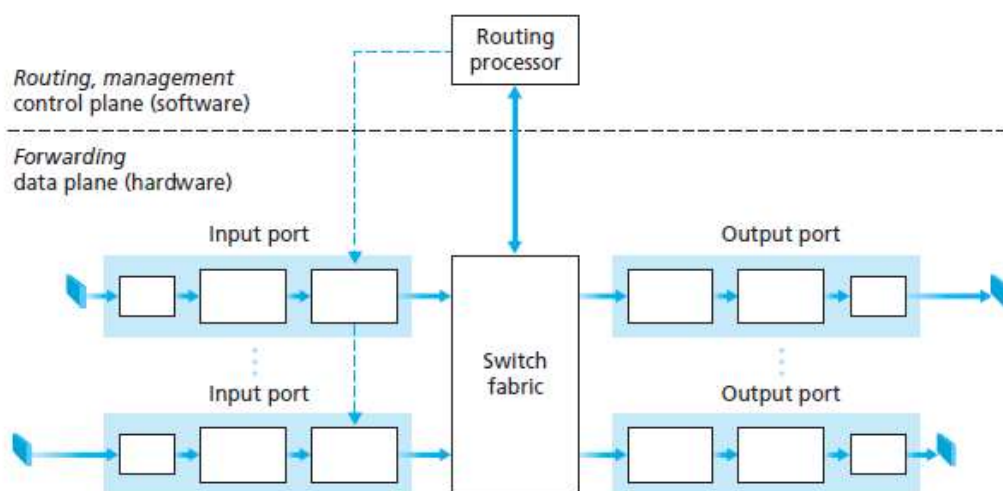 Routing
processor
Routing, management
control plane (software)
Forwarding
data plane (hardware)
Input port
Output port
Switch
fabric
Input port
Output port